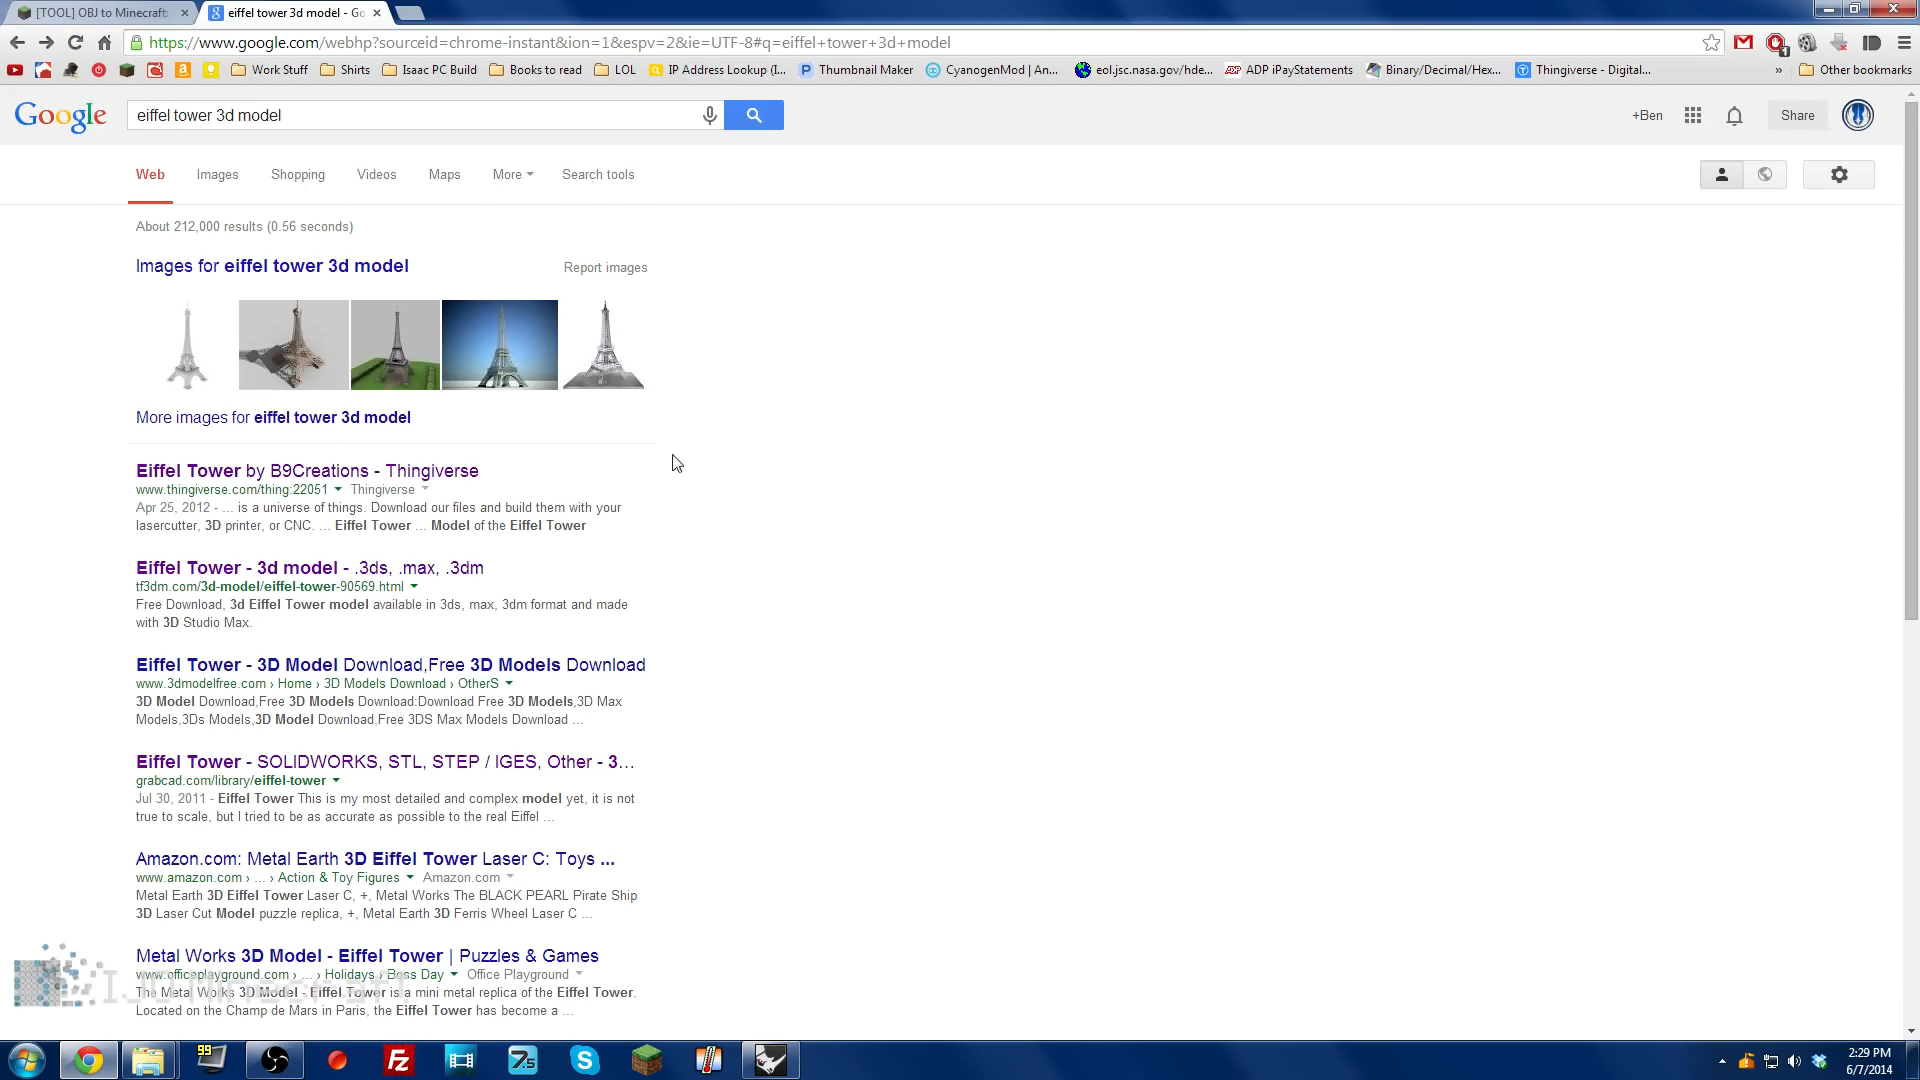 [TOOL] OBJ to Minecraft:
eiffel tower 3d model - Go
https://www.google.com/webhp?sourceid=chrome-instant&ion=1&espv=2&ie=UTF-8#q=eiffel+tower+3d+model
Work Stuff Shirts Isaac PC Build Books to read LOL IP Address Lookup (I... Thumbnail Maker CyanogenMod | An... eol.jsc.nasa.gov/hde... ADP iPayStatements Binary/Decimal/Hex... Thingiverse - Digital... » Other bookmarks
Google eiffel tower 3d model +Ben Share
Web Images Shopping Videos Maps More Search tools
About 212,000 results (0.56 seconds)
Images for eiffel tower 3d model Report images
More images for eiffel tower 3d model
Eiffel Tower by B9Creations - Thingiverse
www.thingiverse.com/thing:22051 Thingiverse
Apr 25, 2012 - ... is a universe of things. Download our files and build them with your
lasercutter, 3D printer, or CNC. ... Eiffel Tower ... Model of the Eiffel Tower
Eiffel Tower - 3d model - .3ds, .max, .3dm
tf3dm.com/3d-model/eiffel-tower-90569.html
Free Download, 3d Eiffel Tower model available in 3ds, max, 3dm format and made
with 3D Studio Max.
Eiffel Tower - 3D Model Download,Free 3D Models Download
www.3dmodelfree.com › Home › 3D Models Download › OtherS
3D Model Download,Free 3D Models Download:Download Free 3D Models,3D Max
Models,3Ds Models,3D Model Download,Free 3DS Max Models Download ...
Eiffel Tower - SOLIDWORKS, STL, STEP / IGES, Other - 3...
grabcad.com/library/eiffel-tower
Jul 30, 2011 - Eiffel Tower This is my most detailed and complex model yet, it is not
true to scale, but I tried to be as accurate as possible to the real Eiffel ...
Amazon.com: Metal Earth 3D Eiffel Tower Laser C: Toys ...
www.amazon.com › ... › Action & Toy Figures Amazon.com
Metal Earth 3D Eiffel Tower Laser C, +, Metal Works The BLACK PEARL Pirate Ship
3D Laser Cut Model puzzle replica, +, Metal Earth 3D Ferris Wheel Laser C ...
Metal Works 3D Model - Eiffel Tower | Puzzles & Games
www.officeplayground.com › ... › Holidays › Boss Day Office Playground
The Metal Works 3D Model - Eiffel Tower is a mini metal replica of the Eiffel Tower.
Located on the Champ de Mars in Paris, the Eiffel Tower has become a ...
99
2:29 PM
6/7/2014